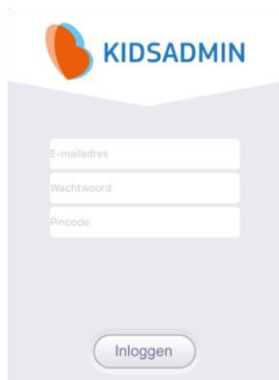 KIDSADMIN
E-mailadres
Wachtwoord
Pincode
Inloggen